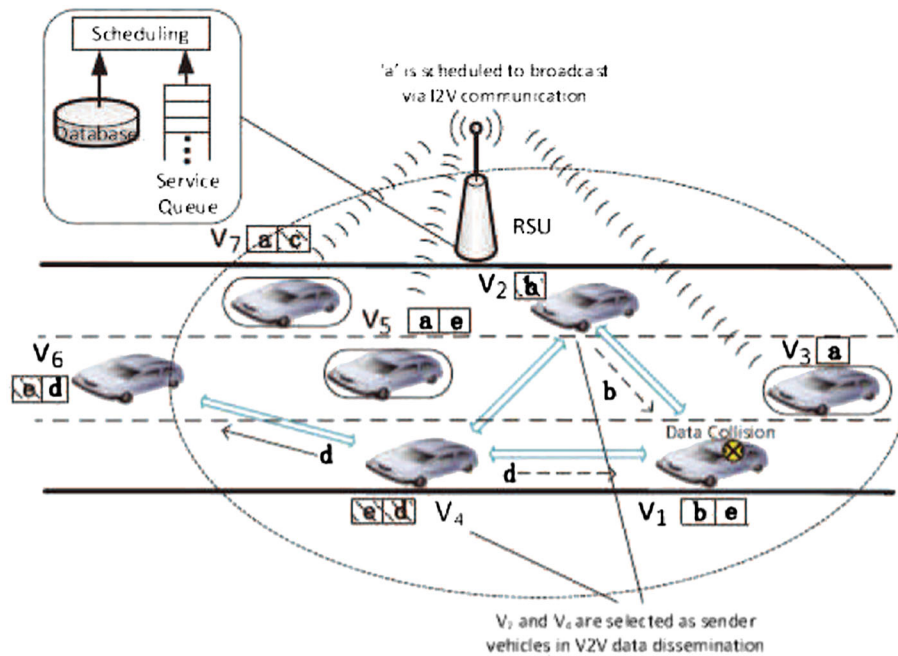 Scheduling
Database
Service
Queue
'a' is scheduled to broadcast
via I2V communication
RSU
V7 a c
V2
V5 a e
V6
e d
V3 a
b
Data Collision
d
d
e d V4
V1 b e
V2 and V4 are selected as sender
vehicles in V2V data dissemination